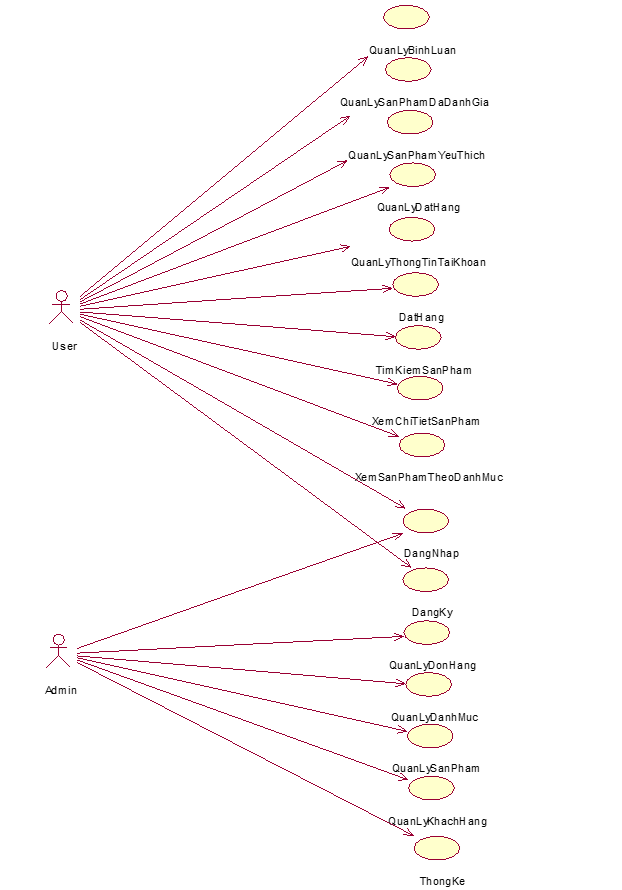 QuanLyBinhLuan
QuanLySanPhamDaDanhGia
QuanLySanPhamYeuThich
QuanLyDatHang
QuanLyThongTinTaiKhoan
DatHang
User
TimKiemSanPham
XemChiTietSanPham
XemSanPhamTheoDanhMuc
DangNhap
DangKy
QuanLyDonHang
Admin
QuanLyDanhMuc
QuanLySanPham
QuanLyKhachHang
ThongKe